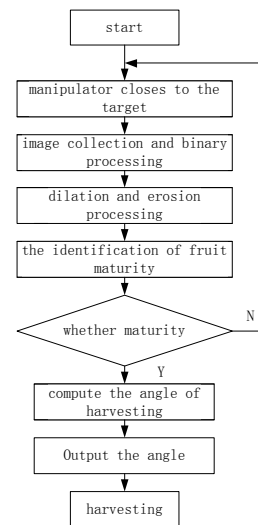 start
manipulator closes to the
target
image collection and binary
processing
dilation and erosion
processing
the identification of fruit
maturity
whether maturity
N
Y
compute the angle of
harvesting
Output the angle
harvesting